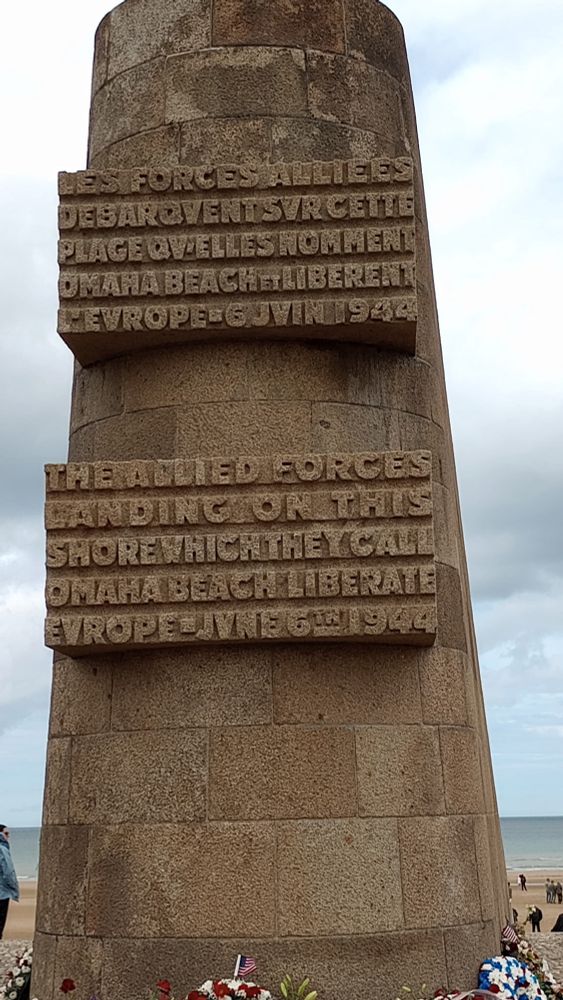 LES FORCES ALLIEES
DEBARQVENT SVR CETTE
PLAGE QV'ELLES NOMMENT
OMAHA BEACH ET LIBERENT
L'EVROPE-6 JVIN 1944
THE ALLIED FORCES
LANDING ON THIS
SHORE WHICH THEY CALL
OMAHA BEACH LIBERATE
EVROPE-JVNE 6TH 1944